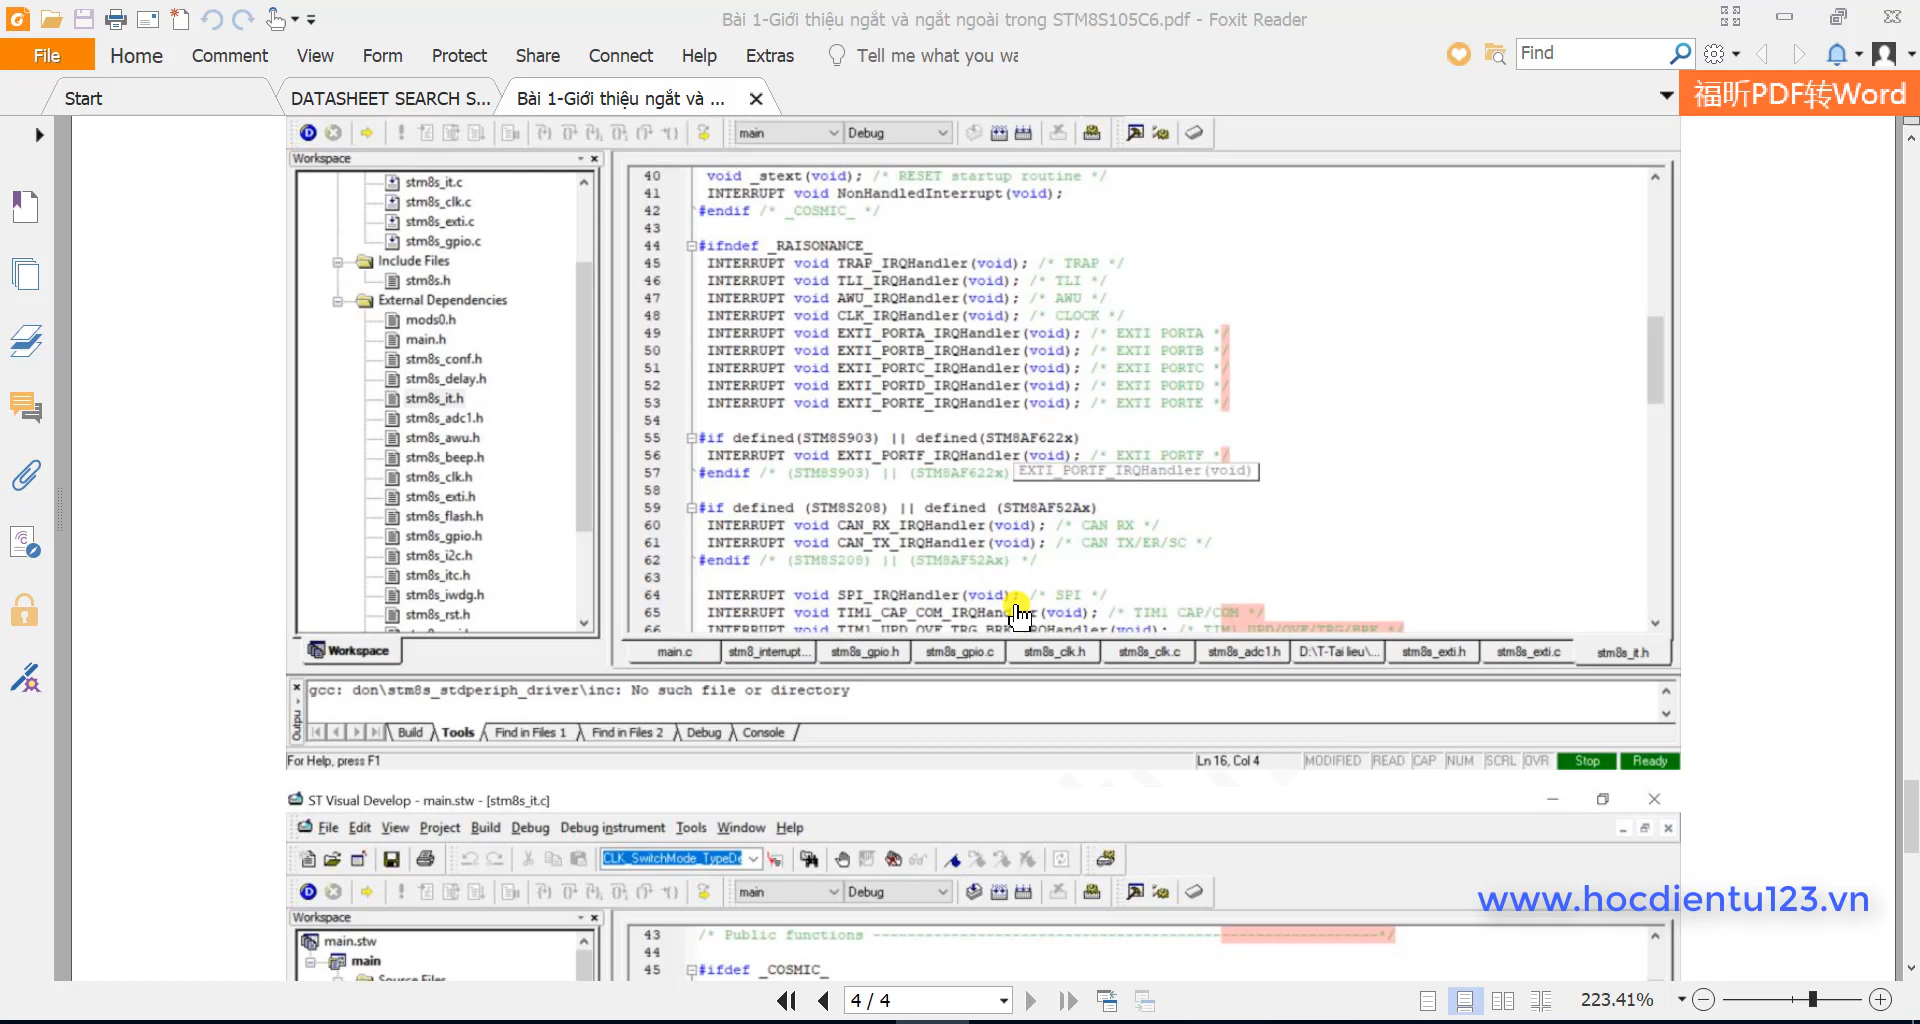 Bài 1-Giới thiệu ngắt và ngắt ngoài trong STM8S105C6.pdf - Foxit Reader
File Home Comment View Form Protect Share Connect Help Extras Tell me what you wa Find
Start DATASHEET SEARCH S... Bài 1-Giới thiệu ngắt và ... 福昕PDF转Word
main Debug
Workspace
stm8s_it.c
stm8s_clk.c
stm8s_exti.c
stm8s_gpio.c
Include Files
stm8s.h
External Dependencies
mods0.h
main.h
stm8s_conf.h
stm8s_delay.h
stm8s_it.h
stm8s_adc1.h
stm8s_awu.h
stm8s_beep.h
stm8s_clk.h
stm8s_exti.h
stm8s_flash.h
stm8s_gpio.h
stm8s_i2c.h
stm8s_itc.h
stm8s_iwdg.h
stm8s_rst.h
Workspace
40 void _stext(void); /* RESET startup routine */
41 INTERRUPT void NonHandledInterrupt(void);
42 #endif /* _COSMIC_ */
43
44 #ifndef _RAISONANCE_
45 INTERRUPT void TRAP_IRQHandler(void); /* TRAP */
46 INTERRUPT void TLI_IRQHandler(void); /* TLI */
47 INTERRUPT void AWU_IRQHandler(void); /* AWU */
48 INTERRUPT void CLK_IRQHandler(void); /* CLOCK */
49 INTERRUPT void EXTI_PORTA_IRQHandler(void); /* EXTI PORTA */
50 INTERRUPT void EXTI_PORTB_IRQHandler(void); /* EXTI PORTB */
51 INTERRUPT void EXTI_PORTC_IRQHandler(void); /* EXTI PORTC */
52 INTERRUPT void EXTI_PORTD_IRQHandler(void); /* EXTI PORTD */
53 INTERRUPT void EXTI_PORTE_IRQHandler(void); /* EXTI PORTE */
54
55 #if defined(STM8S903) || defined(STM8AF622x)
56 INTERRUPT void EXTI_PORTF_IRQHandler(void); /* EXTI PORTF */
57 #endif /* (STM8S903) || (STM8AF622x) EXTI_PORTF_IRQHandler(void)
58
59 #if defined (STM8S208) || defined (STM8AF52Ax)
60 INTERRUPT void CAN_RX_IRQHandler(void); /* CAN RX */
61 INTERRUPT void CAN_TX_IRQHandler(void); /* CAN TX/ER/SC */
62 #endif /* (STM8S208) || (STM8AF52Ax) */
63
64 INTERRUPT void SPI_IRQHandler(void); /* SPI */
65 INTERRUPT void TIM1_CAP_COM_IRQHandler(void); /* TIM1 CAP/COM */
66 INTERRUPT void TIM1_UPD_OVF_TRG_BRK_IRQHandler(void); /* TIM1 UPD/OVF/TRG/BRK */
main.c stm8_interrupt... stm8s_gpio.h stm8s_gpio.c stm8s_clk.h stm8s_clk.c stm8s_adc1.h D:\T-Tai lieu\... stm8s_exti.h stm8s_exti.c stm8s_it.h
gcc: don\stm8s_stdperiph_driver\inc: No such file or directory
Outpu
Build Tools Find in Files 1 Find in Files 2 Debug Console
For Help, press F1 Ln 16, Col 4 MODIFIED READ CAP NUM SCRL OVR Stop Ready
ST Visual Develop - main.stw - [stm8s_it.c]
File Edit View Project Build Debug Debug instrument Tools Window Help
CLK_SwitchMode_TypeDe
main Debug
www.hocdientu123.vn
Workspace
main.stw
main
Source Files
43 /* Public functions ------------------------------------------------------------*/
44
45 #ifdef _COSMIC_
4 / 4 223.41%